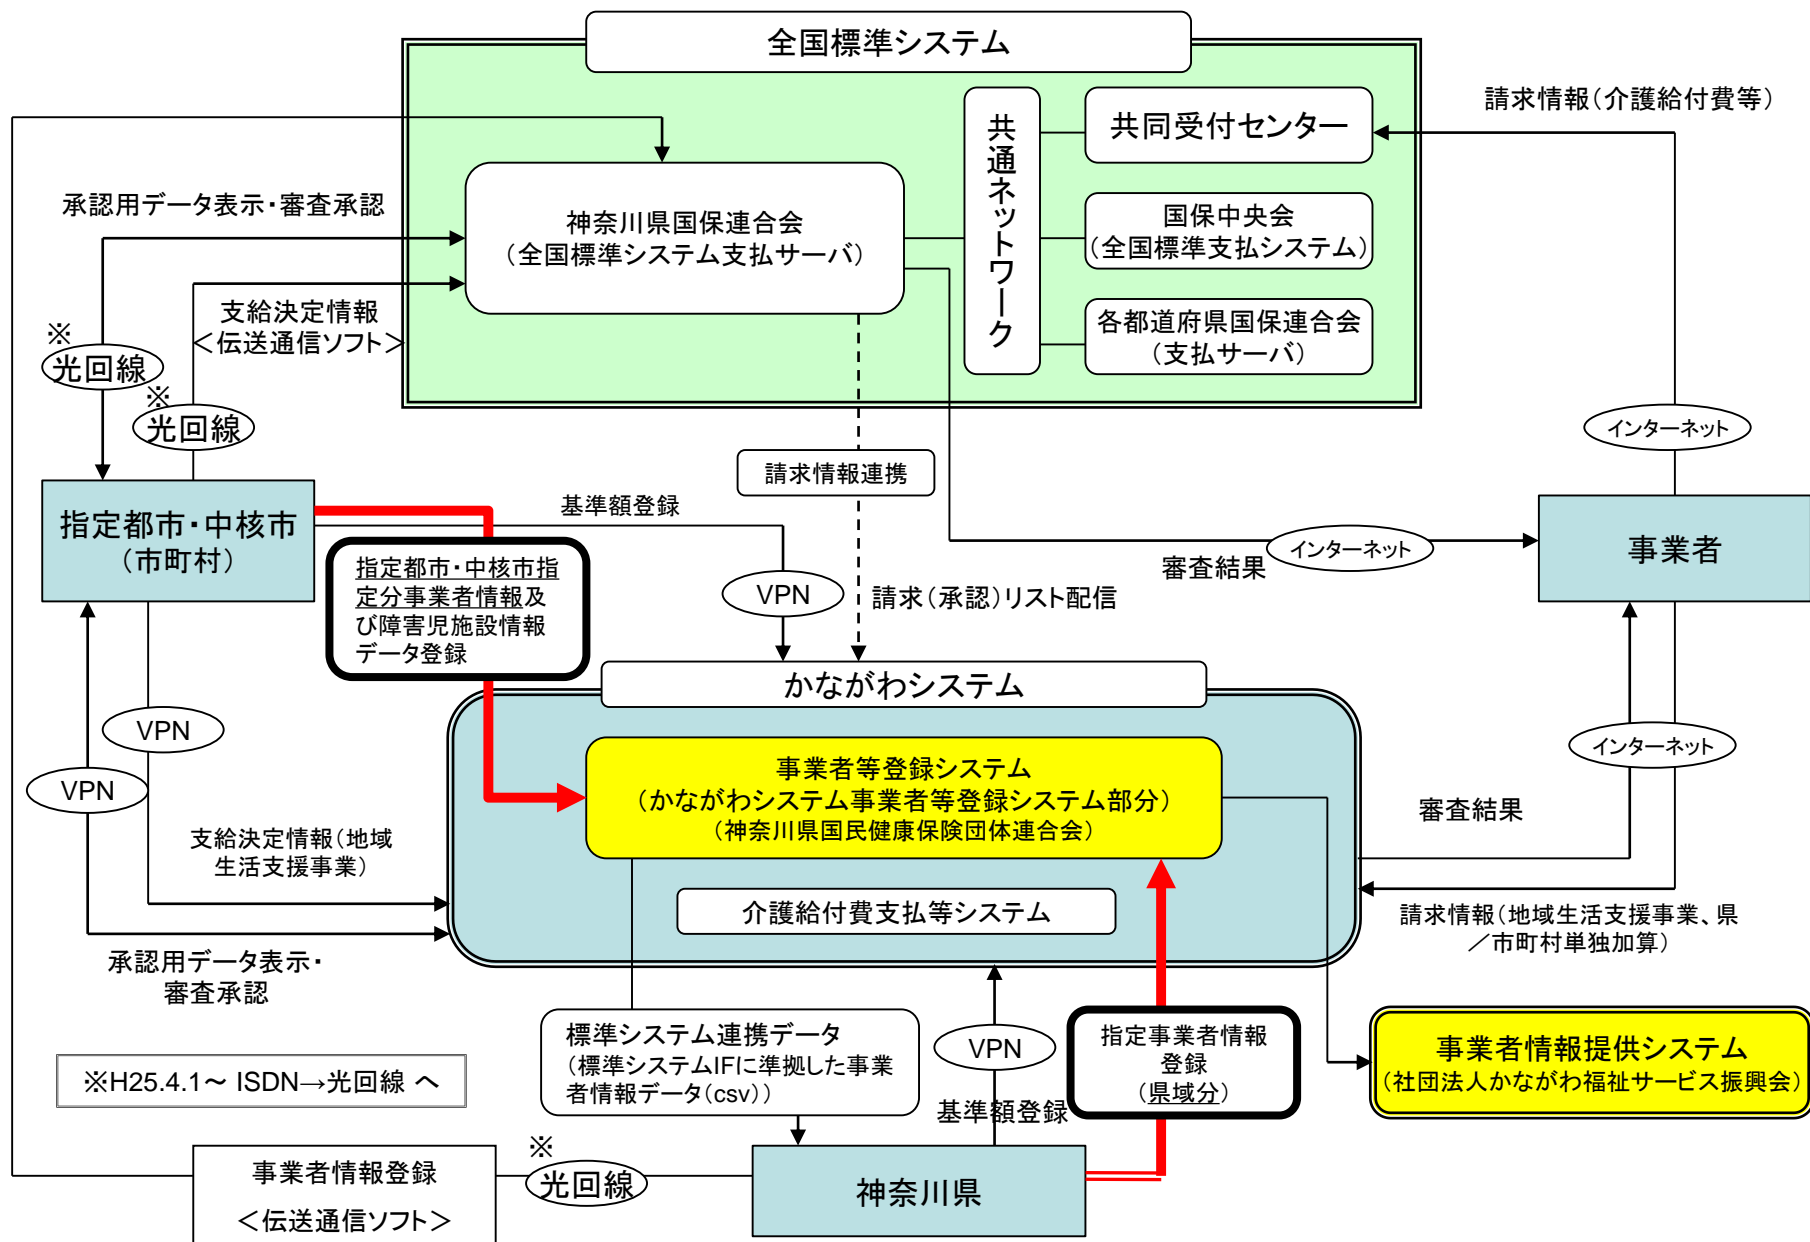 全国標準システム
請求情報（介護給付費等）
共同受付センター
共通ネットワーク
承認用データ表示・審査承認
神奈川県国保連合会
（全国標準システム支払サーバ）
国保中央会
（全国標準支払システム）
支給決定情報
＜伝送通信ソフト＞
各都道府県国保連合会
（支払サーバ）
※
光回線
※
光回線
インターネット
請求情報連携
基準額登録
指定都市・中核市
（市町村）
事業者
インターネット
審査結果
指定都市・中核市指
定分事業者情報及
び障害児施設情報
データ登録
VPN
請求（承認）リスト配信
かながわシステム
VPN
インターネット
VPN
事業者等登録システム
（かながわシステム事業者等登録システム部分）
（神奈川県国民健康保険団体連合会）
審査結果
支給決定情報（地域
生活支援事業）
介護給付費支払等システム
請求情報（地域生活支援事業、県
／市町村単独加算）
承認用データ表示・
審査承認
標準システム連携データ
（標準システムIFに準拠した事業
者情報データ（csv））
VPN
指定事業者情報
登録
（県域分）
事業者情報提供システム
（社団法人かながわ福祉サービス振興会）
※H25.4.1～ ISDN→光回線 へ
基準額登録
事業者情報登録
＜伝送通信ソフト＞
※
光回線
神奈川県